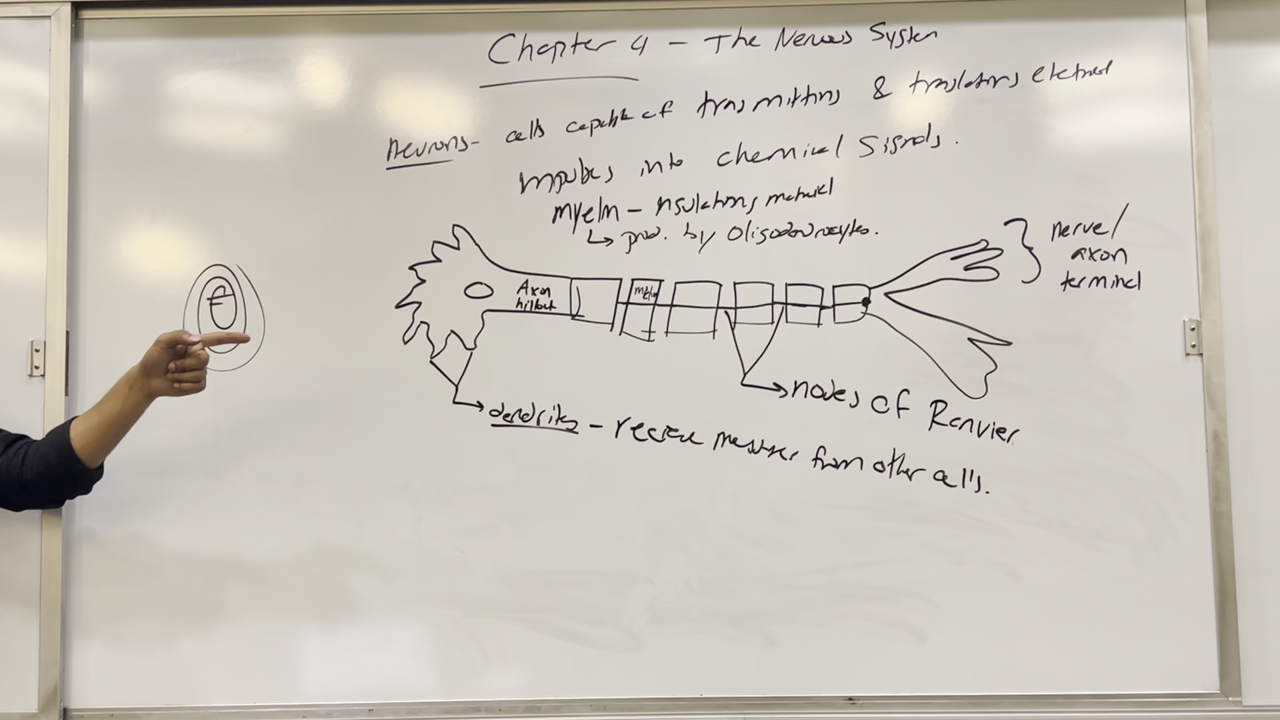 Chapter 4 - The Nervous System
Neurons - cells capable of transmitting & translating electrical
impulses into chemical signals.
myelin - insulating material
↳ prod. by Oligodendrocytes.
nerve/
axon
terminal
Axon
hillock
myelin
nodes of Ranvier
dendrites - receive messages from other cells.